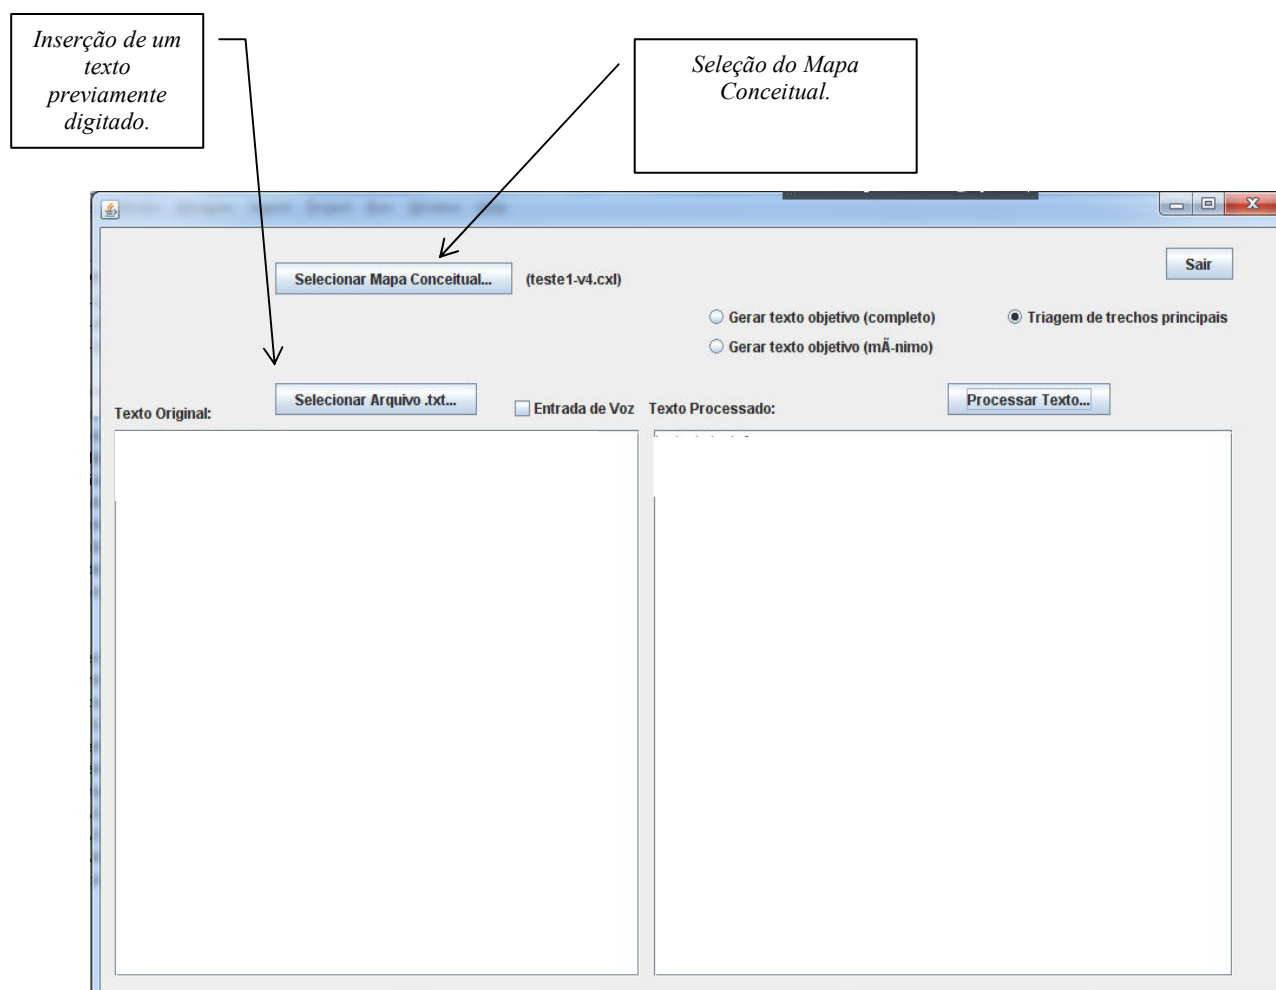 Inserção de um
texto
previamente
digitado.
Seleção do Mapa
Conceitual.
Sair
Selecionar Mapa Conceitual...
(teste1-v4.cxl)
Gerar texto objetivo (completo)
Triagem de trechos principais
Gerar texto objetivo (mÃ-nimo)
Selecionar Arquivo .txt...
Processar Texto...
Texto Original:
Entrada de Voz
Texto Processado: